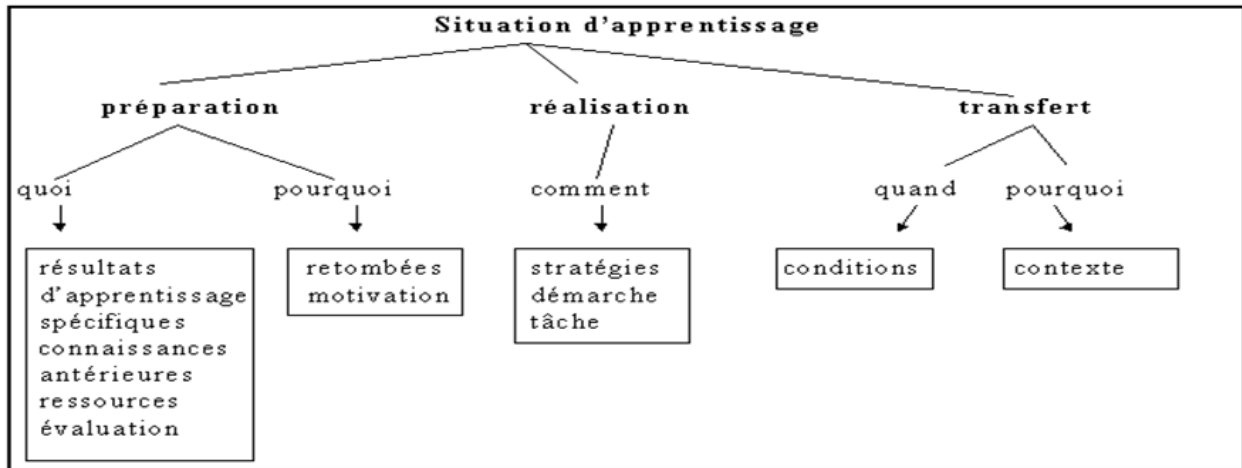 Situation d'apprentissage
préparation réalisation transfert
quoi pourquoi comment quand pourquoi
résultats
d'apprentissage
spécifiques
connaissances
antérieures
ressources
évaluation
retombées
motivation
stratégies
démarche
tâche
conditions
contexte